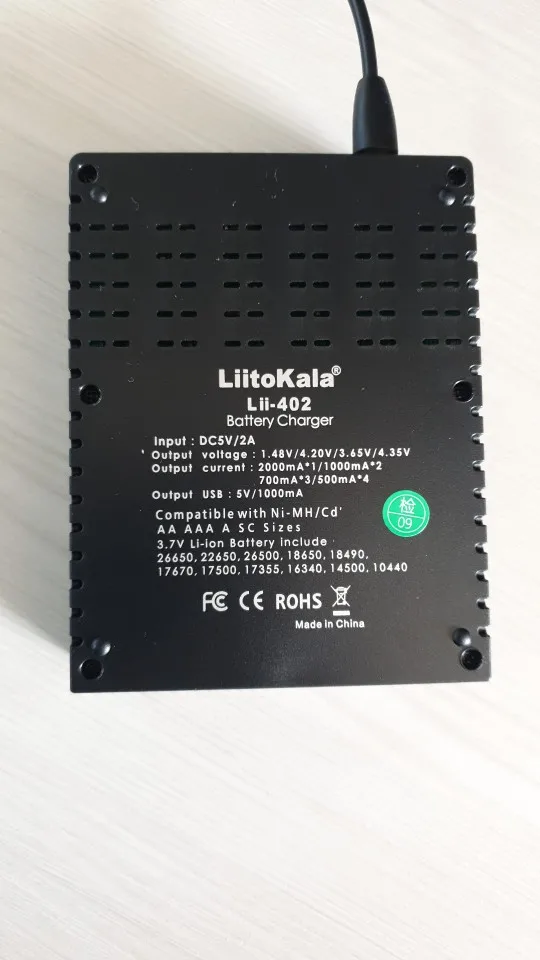 LiitoKala®
Lii-402
Battery Charger
Input : DC5V/2A
Output voltage : 1.48V/4.20V/3.65V/4.35V
Output current : 2000mA*1/1000mA*2
700mA*3/500mA*4
Output USB : 5V/1000mA
Compatible with Ni-MH/Cd'
AA AAA A SC Sizes
3.7V Li-ion Battery include
26650, 22650, 26500, 18650, 18490,
17670, 17500, 17355, 16340, 14500, 10440
检
09
FC CE ROHS
Made in China